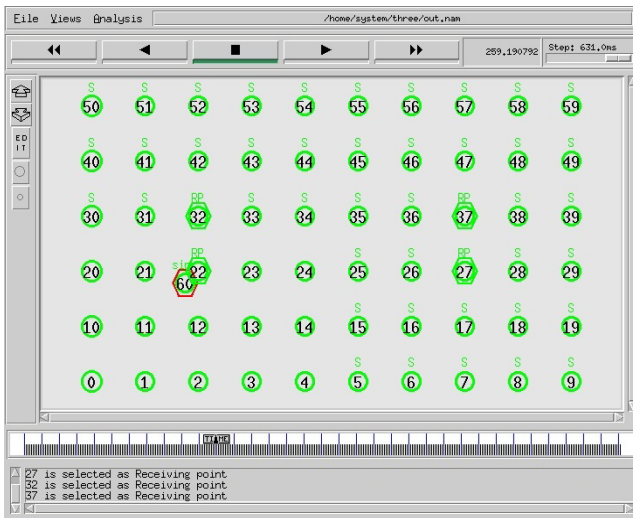 File Views Analysis /home/system/three/out.nam
259.190792 Step: 631.0ms
ED
IT
S S S S S S S S S S
50 51 52 53 54 55 56 57 58 59
S S S S S S S S S S
40 41 42 43 44 45 46 47 48 49
S S RP S S S S RP S S
30 31 32 33 34 35 36 37 38 39
RP S S RP S S
20 21 22 23 24 25 26 27 28 29
60
S S S S S
10 11 12 13 14 15 16 17 18 19
S S S S S
0 1 2 3 4 5 6 7 8 9
TIAME
27 is selected as Receiving point
32 is selected as Receiving point
37 is selected as Receiving point